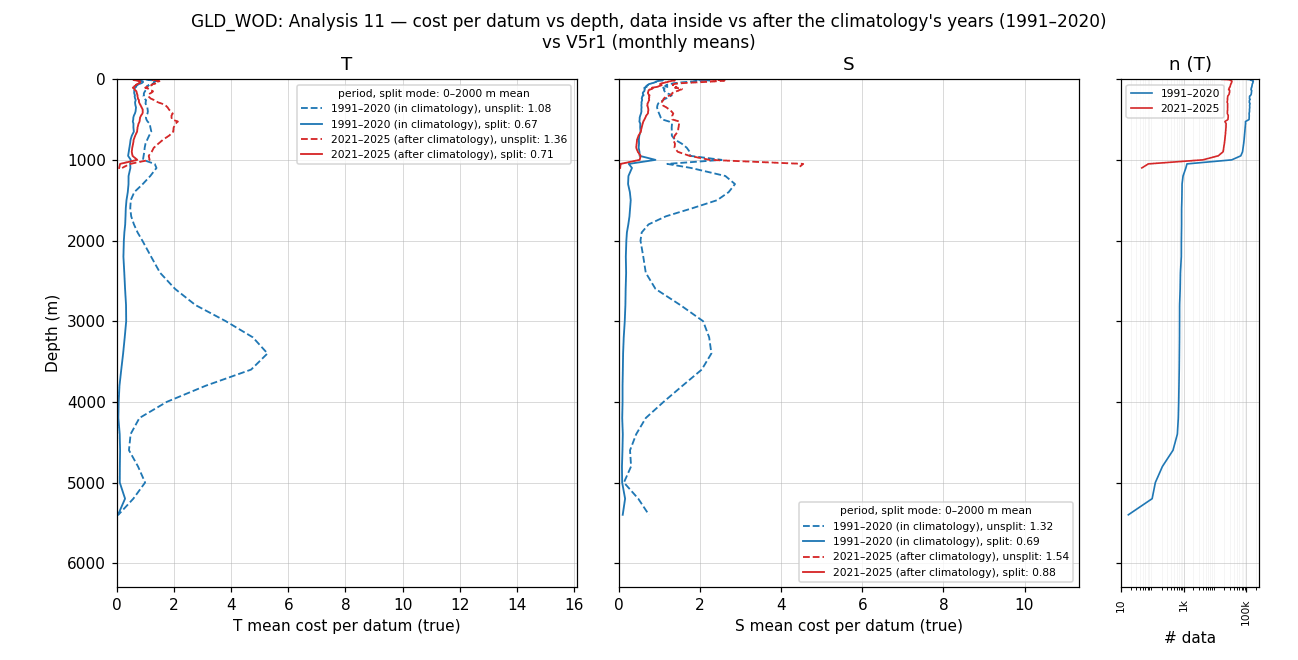 GLD_WOD: Analysis 11 — cost per datum vs depth, data inside vs after the climatology's years (1991–2020)
vs V5r1 (monthly means)
T
S
n (T)
period, split mode: 0–2000 m mean
1991–2020 (in climatology), unsplit: 1.08
1991–2020 (in climatology), split: 0.67
2021–2025 (after climatology), unsplit: 1.36
2021–2025 (after climatology), split: 0.71
1991–2020
2021–2025
period, split mode: 0–2000 m mean
1991–2020 (in climatology), unsplit: 1.32
1991–2020 (in climatology), split: 0.69
2021–2025 (after climatology), unsplit: 1.54
2021–2025 (after climatology), split: 0.88
Depth (m)
0
1000
2000
3000
4000
5000
6000
0 2 4 6 8 10 12 14 16
0 2 4 6 8 10
10 1k 100k
T mean cost per datum (true)
S mean cost per datum (true)
# data